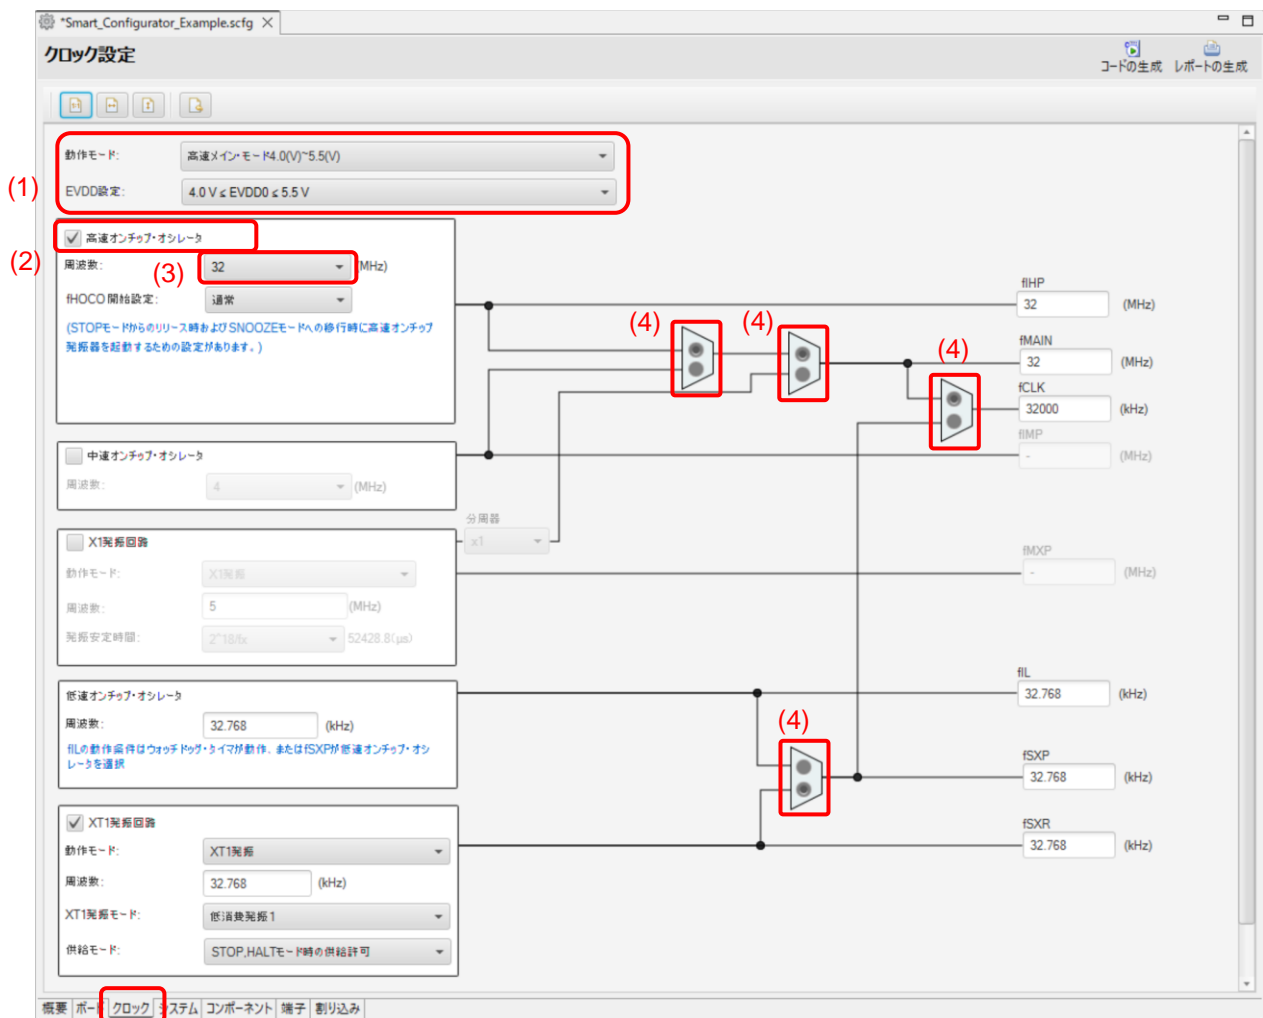 *Smart_Configurator_Example.scfg
クロック設定
コードの生成 レポートの生成
(1)
動作モード: 高速メイン・モード4.0(V)~5.5(V)
EVDD設定: 4.0 V ≤ EVDD0 ≤ 5.5 V
(2)
高速オンチップ・オシレータ
周波数: (3) 32 (MHz)
fHOCO開始設定: 通常
(STOPモードからのリリース時およびSNOOZEモードへの移行時に高速オンチップ
発振器を起動するための設定があります。)
(4) (4) (4)
fIHP
32 (MHz)
fMAIN
32 (MHz)
fCLK
32000 (kHz)
fIMP
- (MHz)
中速オンチップ・オシレータ
周波数: 4 (MHz)
分周器
x1
X1発振回路
動作モード: X1発振
周波数: 5 (MHz)
発振安定時間: 2^18/fx 52428.8(μs)
fMXP
- (MHz)
低速オンチップ・オシレータ
周波数: 32.768 (kHz)
fILの動作条件はウォッチドッグ・タイマが動作、またはfSXPが低速オンチップ・オシ
レータを選択
(4)
fIL
32.768 (kHz)
fSXP
32.768 (kHz)
fSXR
32.768 (kHz)
XT1発振回路
動作モード: XT1発振
周波数: 32.768 (kHz)
XT1発振モード: 低消費発振1
供給モード: STOP,HALTモード時の供給許可
概要 ボード クロック システム コンポーネント 端子 割り込み